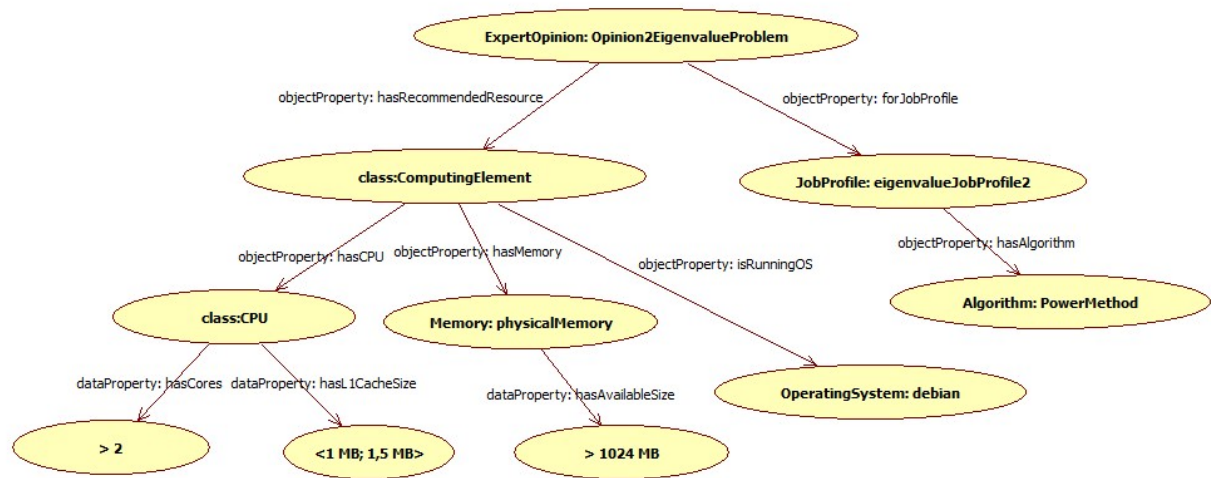 ExpertOpinion: Opinion2EigenvalueProblem
objectProperty: hasRecommendedResource
objectProperty: forJobProfile
class:ComputingElement
JobProfile: eigenvalueJobProfile2
objectProperty: hasCPU
objectProperty: hasMemory
objectProperty: isRunningOS
objectProperty: hasAlgorithm
class:CPU
Memory: physicalMemory
Algorithm: PowerMethod
dataProperty: hasCores
dataProperty: hasL1CacheSize
dataProperty: hasAvailableSize
OperatingSystem: debian
> 2
<1 MB; 1,5 MB>
> 1024 MB